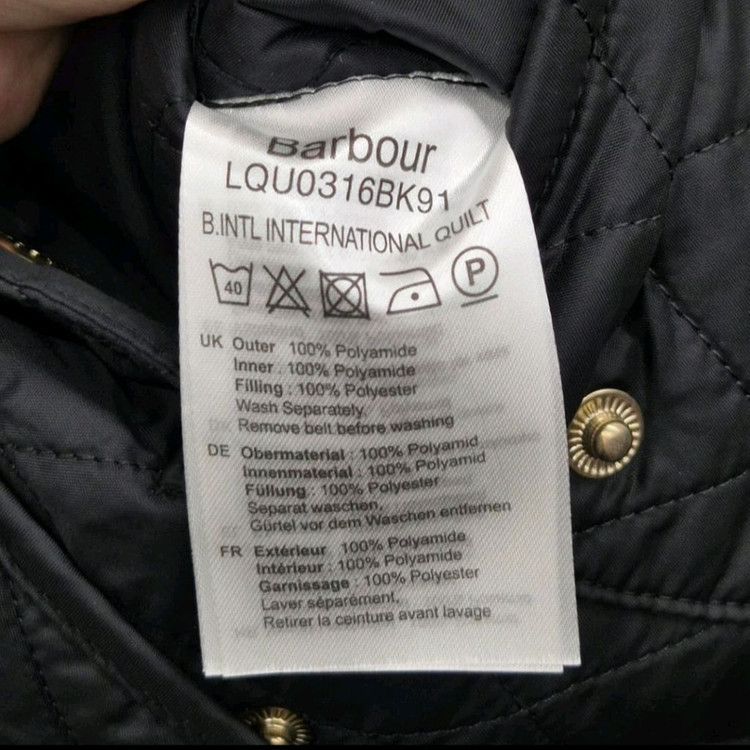 Barbour
LQU0316BK91
B.INTL INTERNATIONAL QUILT
40 P
UK Outer 100% Polyamide
Inner : 100% Polyamide
Filling : 100% Polyester
Wash Separately,
Remove belt before washing
DE Obermaterial : 100% Polyamid
Innenmaterial : 100% Polyamid
Füllung : 100% Polyester
Separat waschen,
Gürtel vor dem Waschen entfernen
FR Extérieur 100% Polyamide
Intérieur : 100% Polyamide
Garnissage : 100% Polyester
Laver séparément,
Retirer la ceinture avant lavage